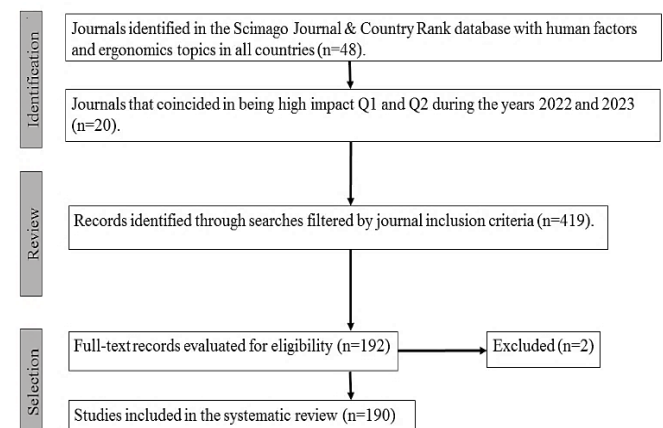 Identification
Journals identified in the Scimago Journal & Country Rank database with human factors
and ergonomics topics in all countries (n=48).
Journals that coincided in being high impact Q1 and Q2 during the years 2022 and 2023
(n=20).
Review
Records identified through searches filtered by journal inclusion criteria (n=419).
Selection
Full-text records evaluated for eligibility (n=192)
Excluded (n=2)
Studies included in the systematic review (n=190)